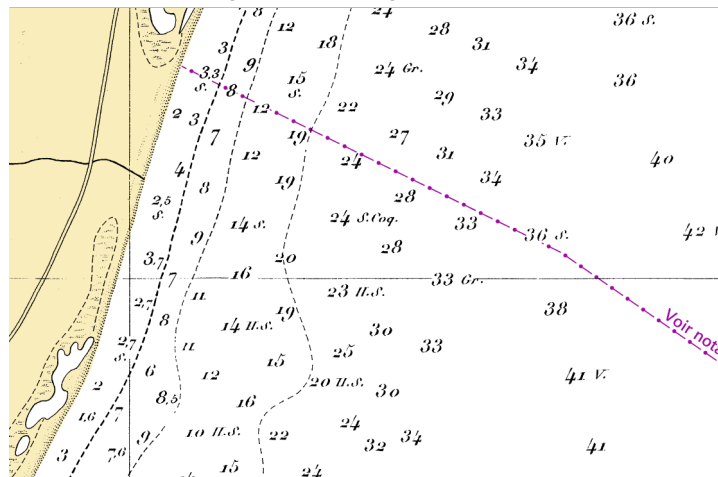 8 12 24 28 36 S.
3 18 31
9 24 Gr. 34
3,3 15 36
S. 8 S. 29
2 3 12 22 33
7 19 27 35 V.
12 24 31 40
4 8 19 28 34
2,5
S. 14 S. 24 S.Coq. 33 42 V
9 28 36 S.
3,7 20
7 16 33 Gr.
2,7 11 23 H.S.
8 14 H.S. 19 30 38
Voir nota
2,7 11 25 33
S. 15
6 12 20 H.S. 41 V.
2 8,5 16 30
1,6 7 24
9 10 H.S. 22 34
3 7,6 32 41
15 24